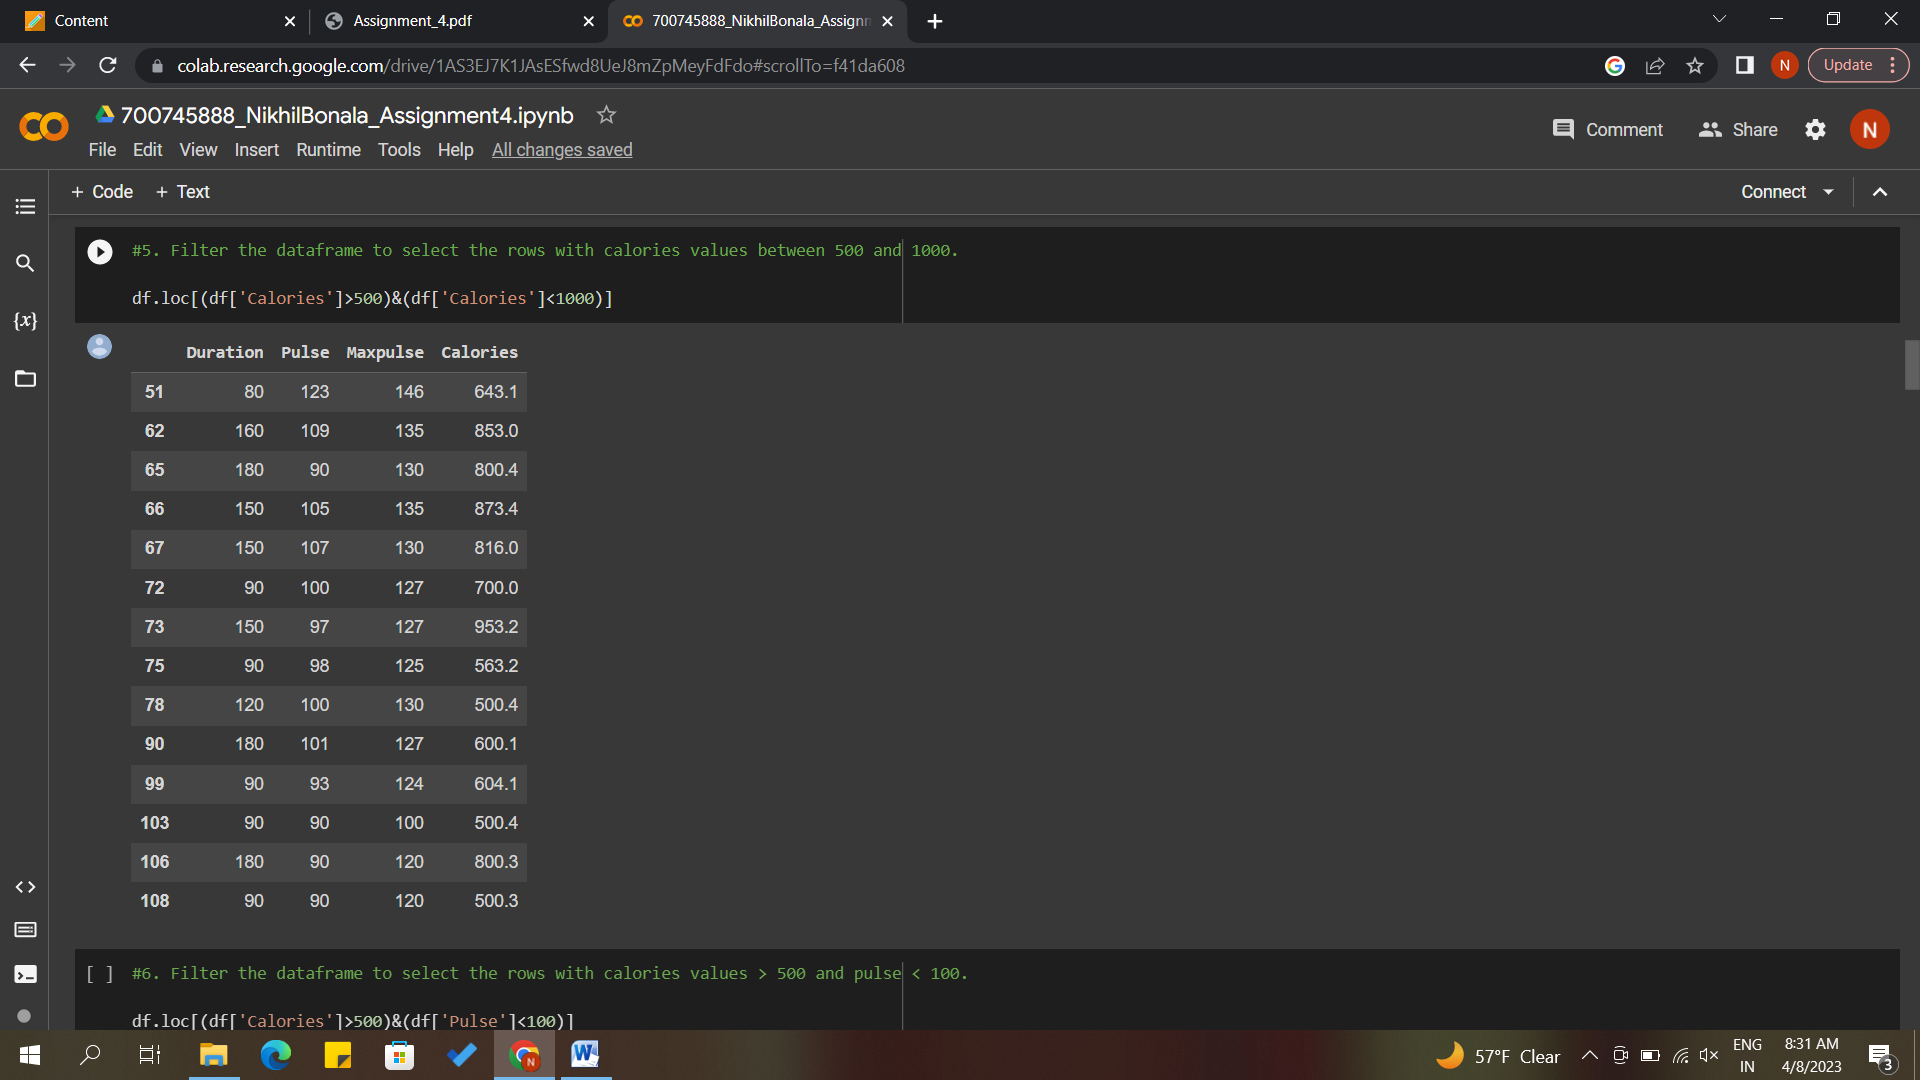 Content
Assignment_4.pdf
700745888_NikhilBonala_Assignm
colab.research.google.com/drive/1AS3EJ7K1JAsESfwd8UeJ8mZpMeyFdFdo#scrollTo=f41da608
N
Update
700745888_NikhilBonala_Assignment4.ipynb
Comment
Share
N
File Edit View Insert Runtime Tools Help All changes saved
+ Code + Text
Connect
#5. Filter the dataframe to select the rows with calories values between 500 and 1000.
{x}
df.loc[(df['Calories']>500)&(df['Calories']<1000)]
Duration Pulse Maxpulse Calories
51 80 123 146 643.1
62 160 109 135 853.0
65 180 90 130 800.4
66 150 105 135 873.4
67 150 107 130 816.0
72 90 100 127 700.0
73 150 97 127 953.2
75 90 98 125 563.2
78 120 100 130 500.4
90 180 101 127 600.1
99 90 93 124 604.1
103 90 90 100 500.4
106 180 90 120 800.3
108 90 90 120 500.3
[ ] #6. Filter the dataframe to select the rows with calories values > 500 and pulse < 100.
df.loc[(df['Calories']>500)&(df['Pulse']<100)]
N
W
57°F Clear
ENG
IN
8:31 AM
4/8/2023
3